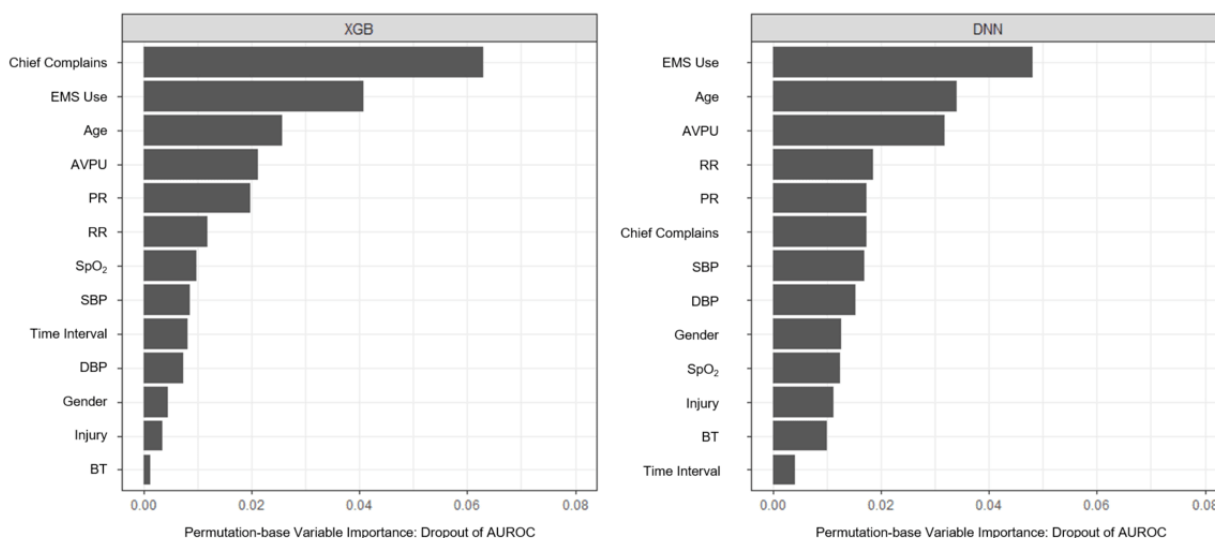 XGB
Chief Complains
EMS Use
Age
AVPU
PR
RR
SpO₂
SBP
Time Interval
DBP
Gender
Injury
BT
0.00 0.02 0.04 0.06 0.08
Permutation-base Variable Importance: Dropout of AUROC
DNN
EMS Use
Age
AVPU
RR
PR
Chief Complains
SBP
DBP
Gender
SpO₂
Injury
BT
Time Interval
0.00 0.02 0.04 0.06 0.08
Permutation-base Variable Importance: Dropout of AUROC